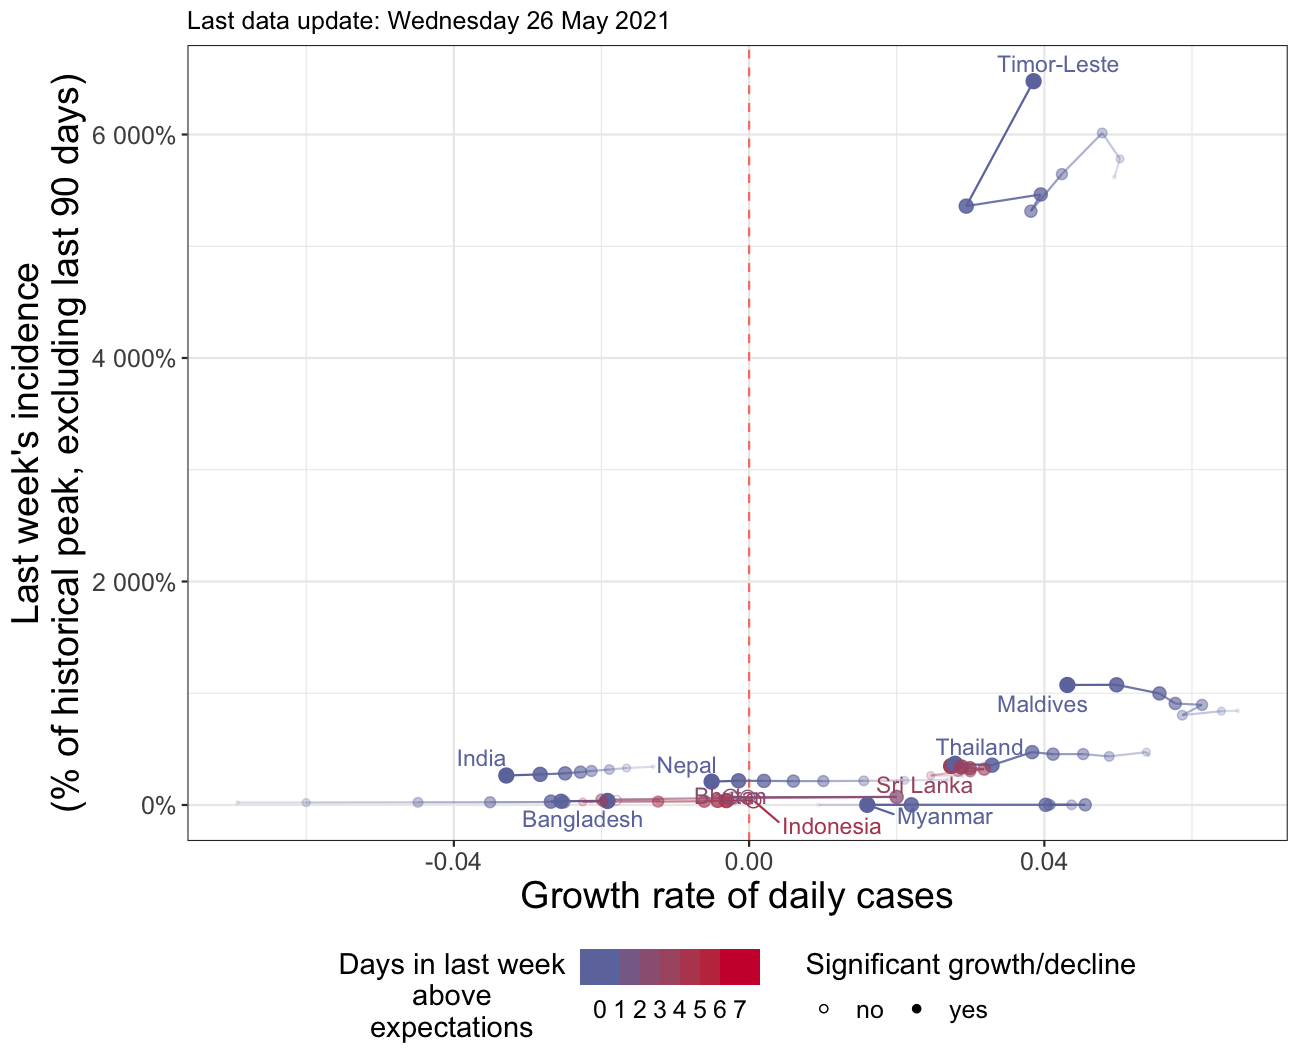 Last data update: Wednesday 26 May 2021
Last week's incidence
(% of historical peak, excluding last 90 days)
6 000%
4 000%
2 000%
0%
Timor-Leste
Maldives
Thailand
India
Nepal
Sri Lanka
Bhutan
Bangladesh
Myanmar
Indonesia
-0.04
0.00
0.04
Growth rate of daily cases
Days in last week
above
expectations
0 1 2 3 4 5 6 7
Significant growth/decline
no
yes